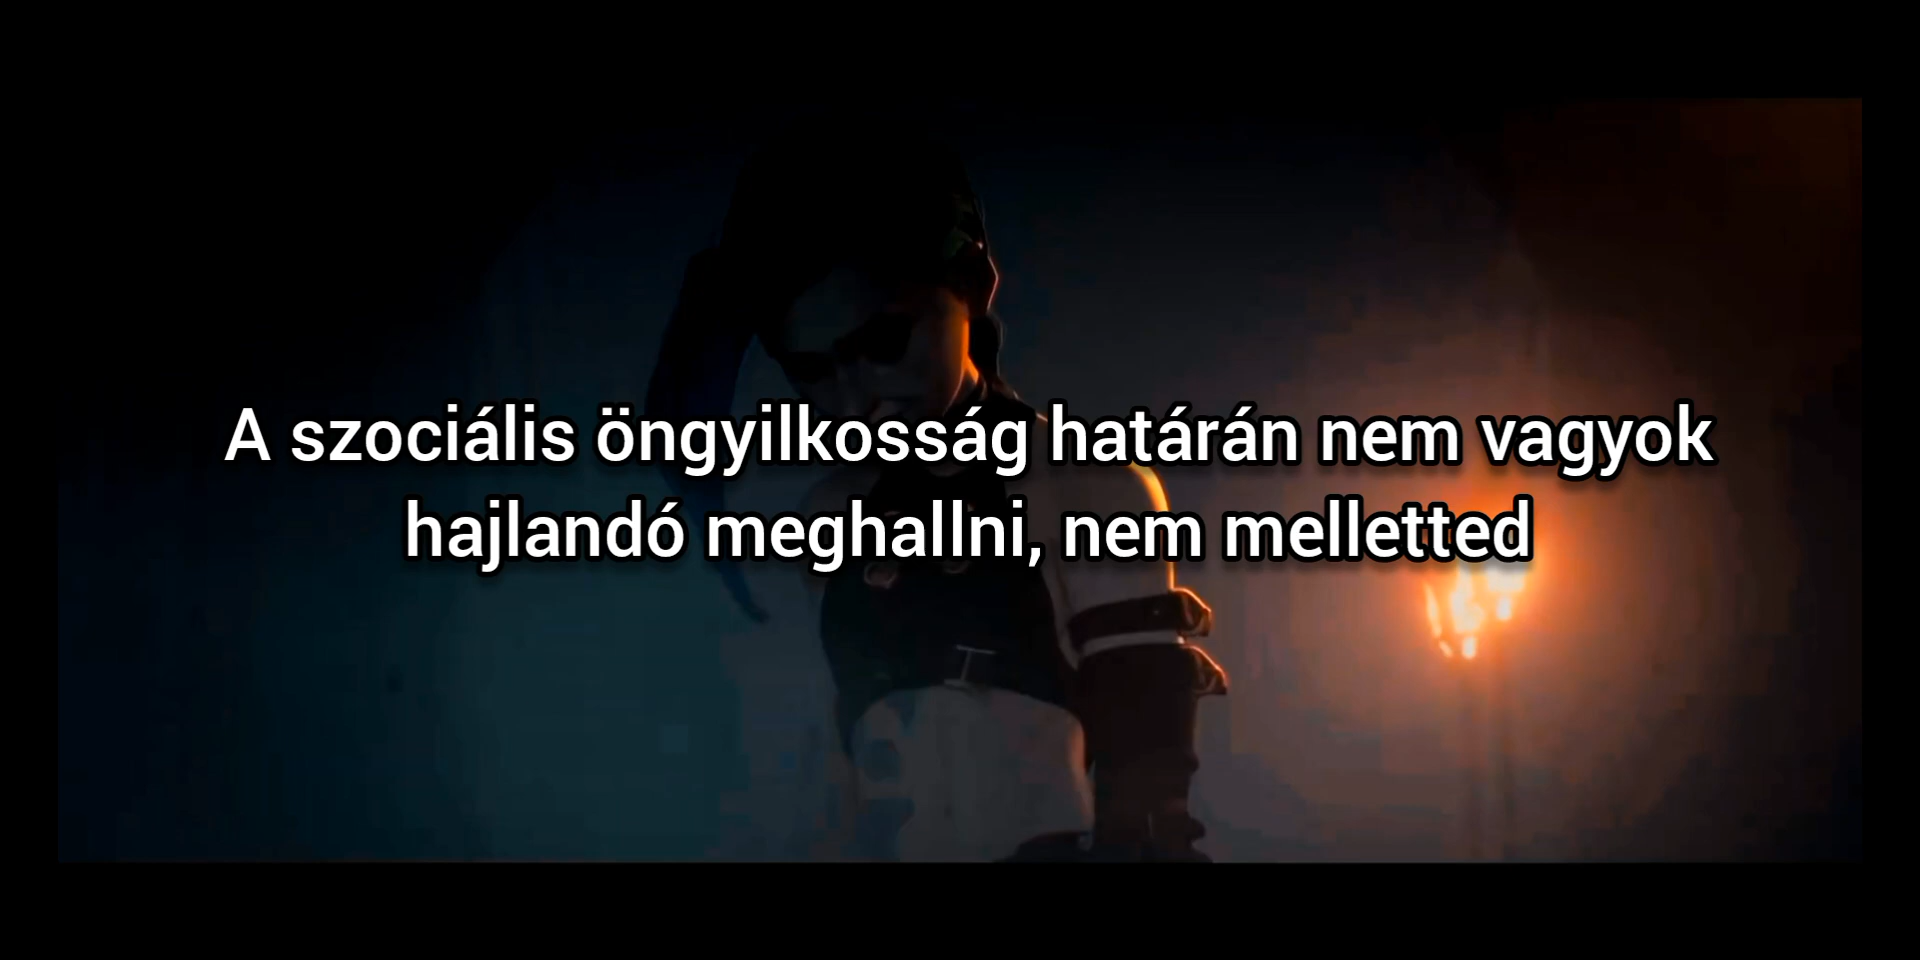 A szociális öngyilkosság határán nem vagyok
hajlandó meghallni, nem melletted